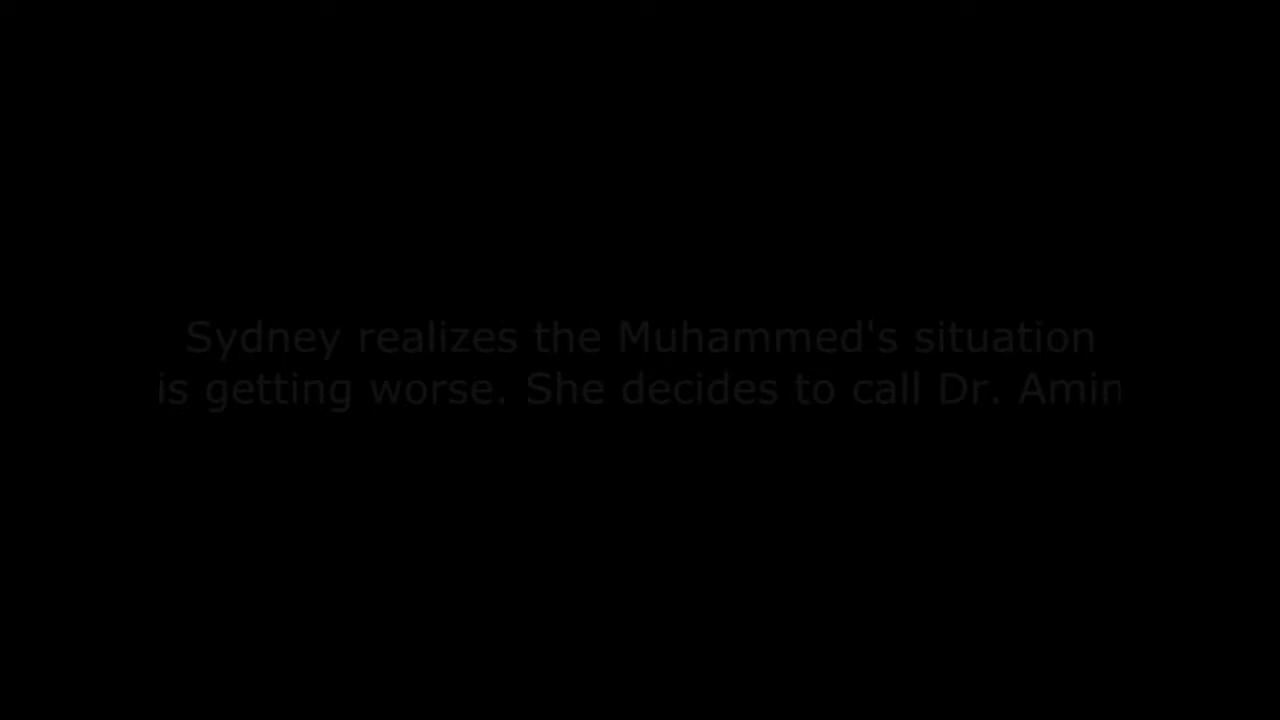 Sydney realizes the Muhammed's situation
is getting worse. She decides to call Dr. Amin